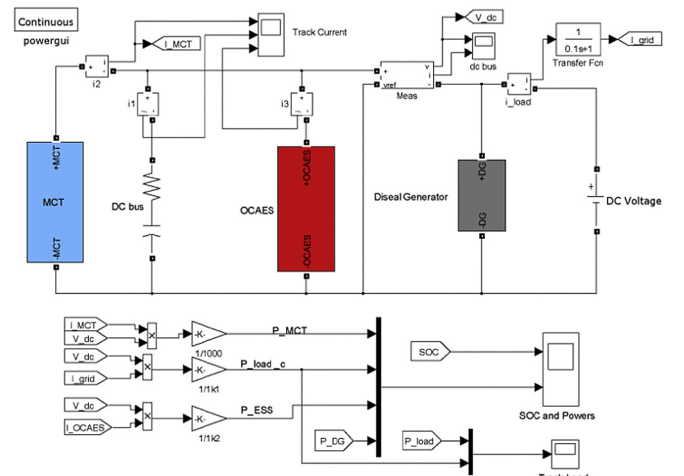 Continuous
powergui
I_MCT
Track Current
V_dc
dc bus
1
0.1s+1
Transfer Fcn
I_grid
+
-
i
i2
i1
i3
+
v
i
vref
-
Meas
i_load
+MCT
MCT
-MCT
DC bus
+OCAES
OCAES
-OCAES
+DG
Diseal Generator
-DG
+
DC Voltage
I_MCT
V_dc
×
-K-
1/1000
P_MCT
V_dc
I_grid
×
-K-
1/1k1
P_load_c
V_dc
I_OCAES
×
-K-
1/1k2
P_ESS
P_DG
P_load
SOC
SOC and Powers